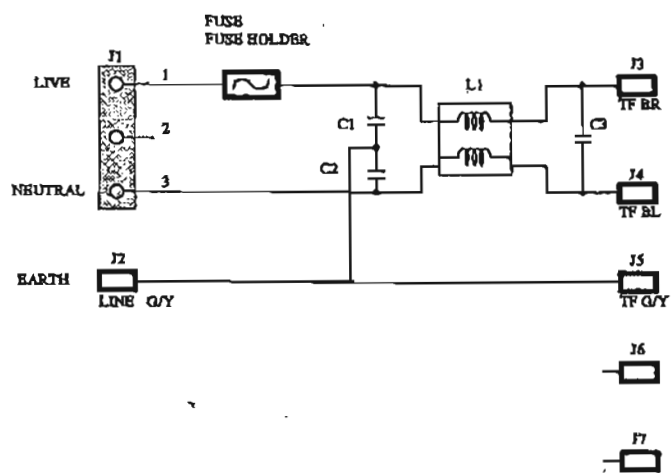 FUSE
FUSE HOLDER
J1
J3
LIVE
1
L1
TF BR
C1
C3
2
C2
NEUTRAL
3
J4
TF BL
J2
J5
EARTH
LINE G/Y
TF G/Y
J6
J7